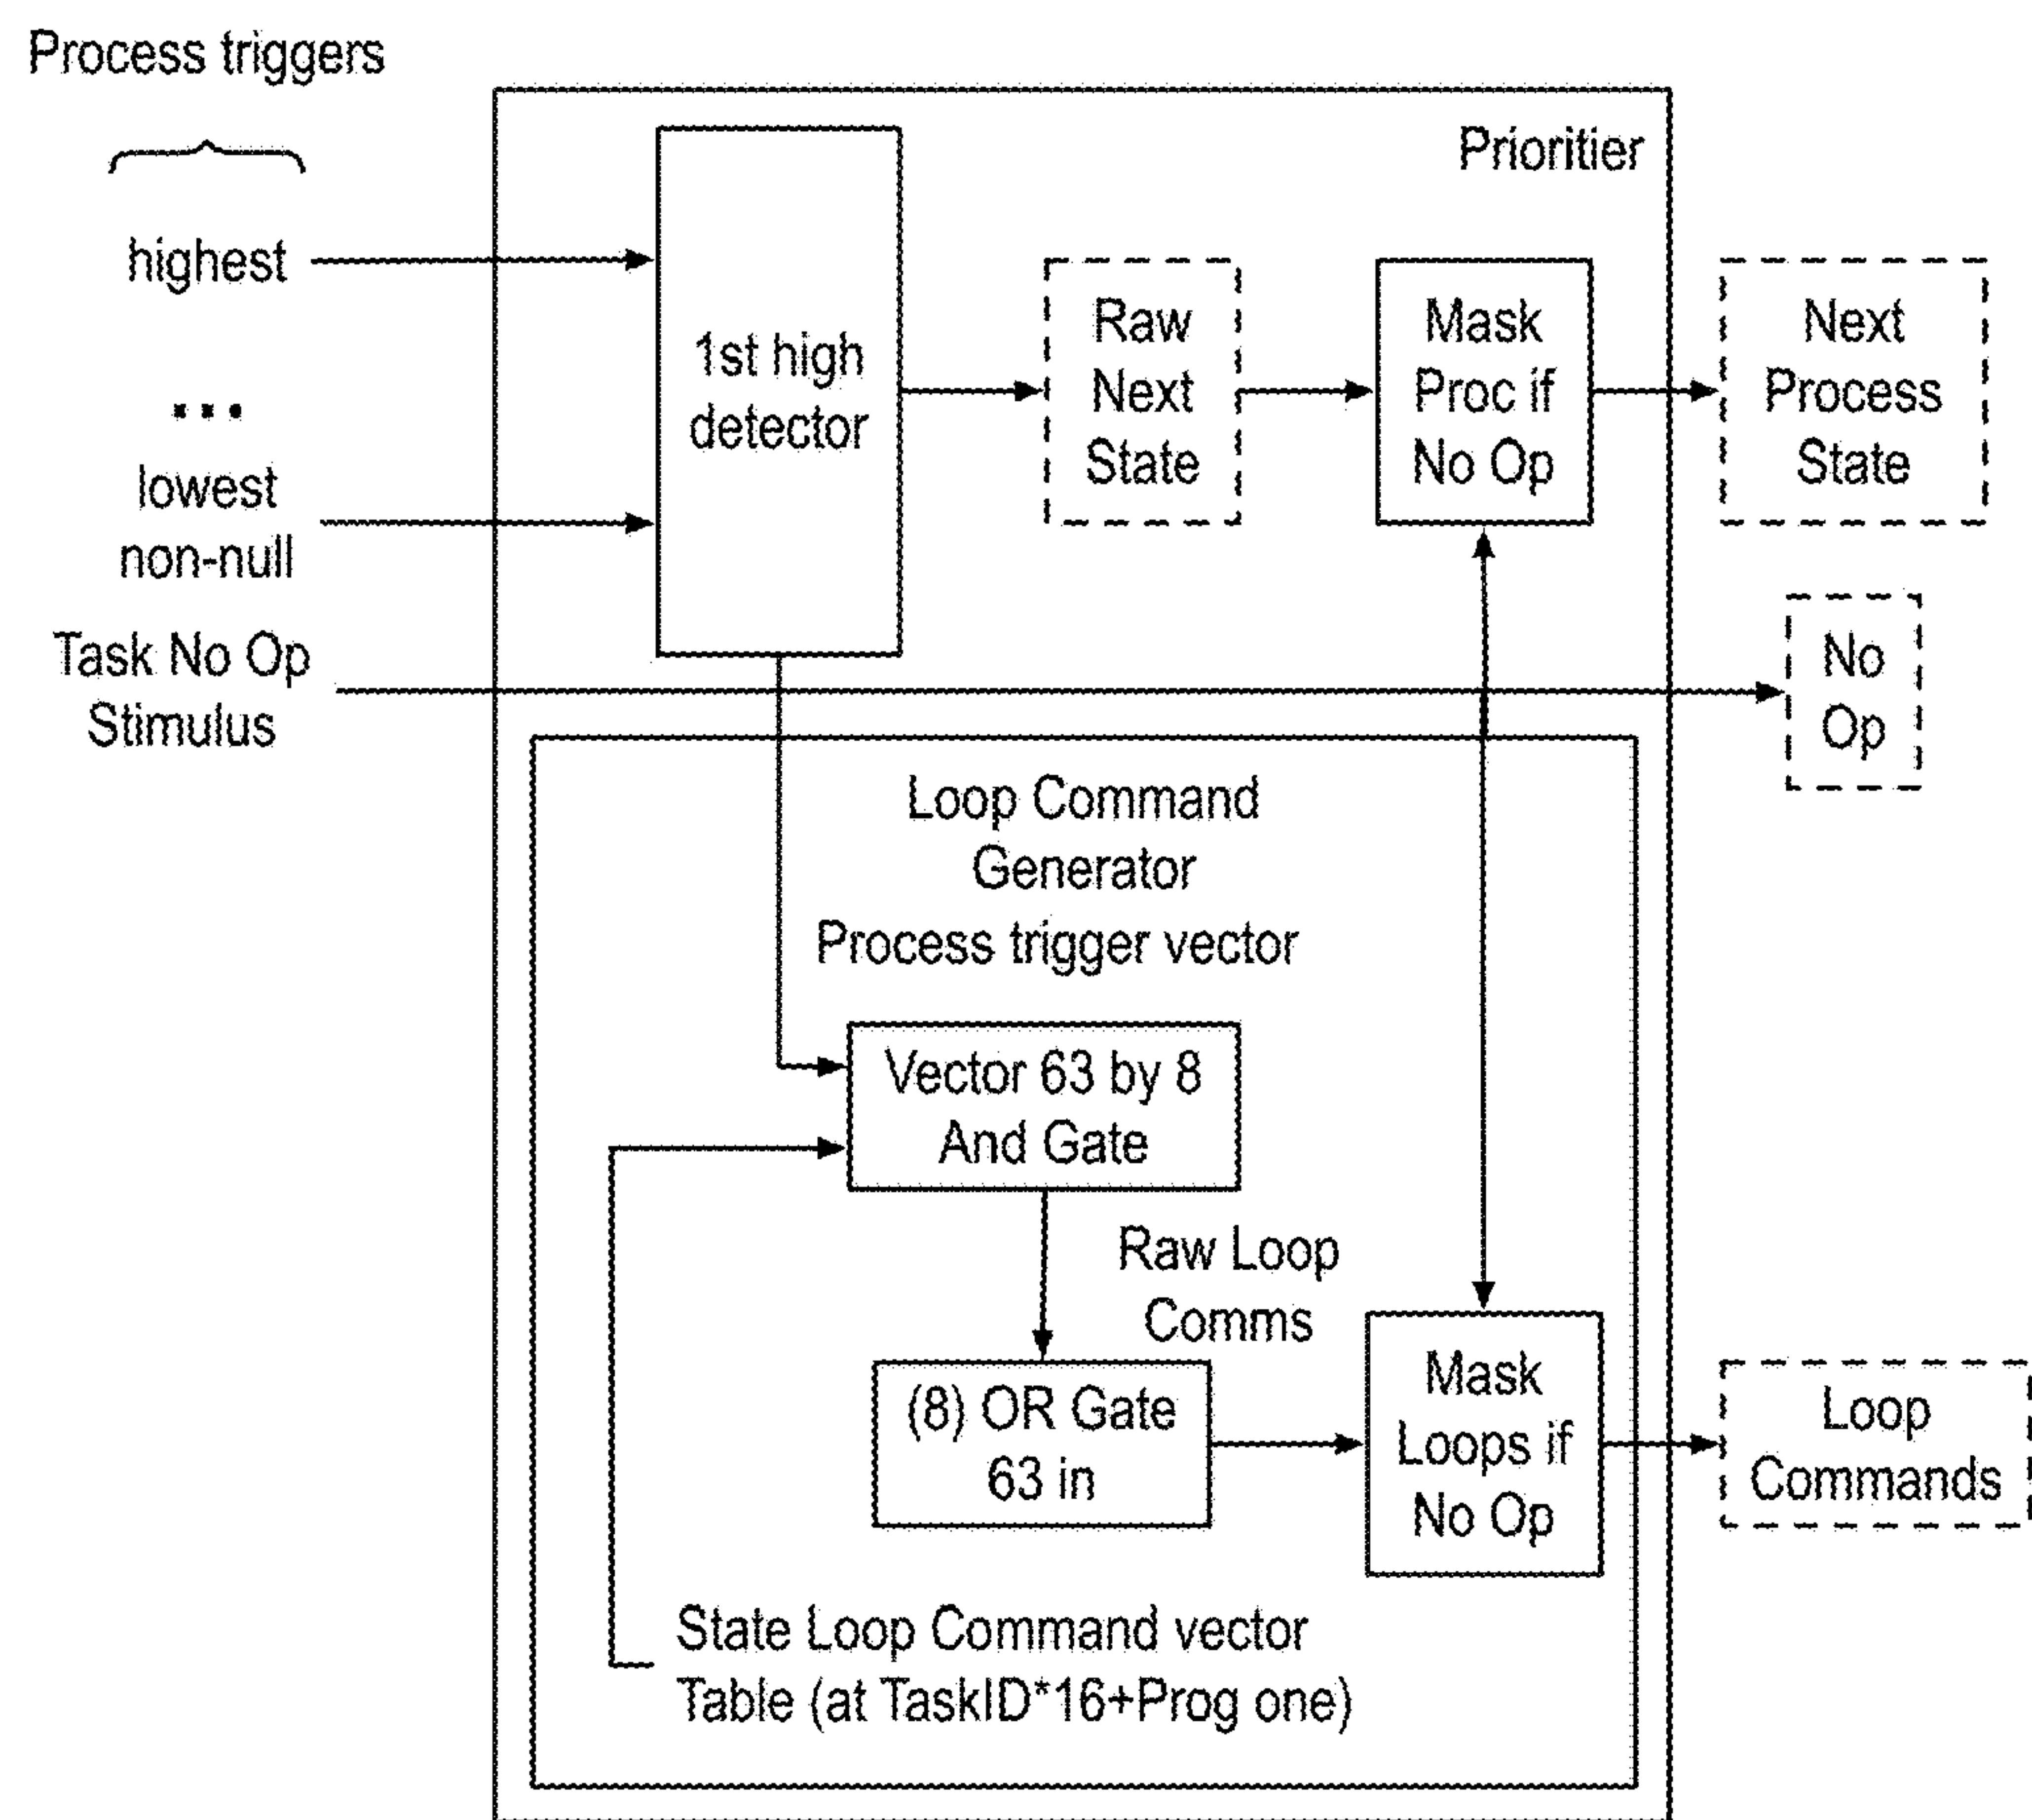 Process triggers
Prioritier
highest
...
lowest
non-null
1st high
detector
Raw
Next
State
Mask
Proc if
No Op
Next
Process
State
Task No Op
Stimulus
No
Op
Loop Command
Generator
Process trigger vector
Vector 63 by 8
And Gate
Raw Loop
Comms
(8) OR Gate
63 in
Mask
Loops if
No Op
Loop
Commands
State Loop Command vector
Table (at TaskID*16+Prog one)